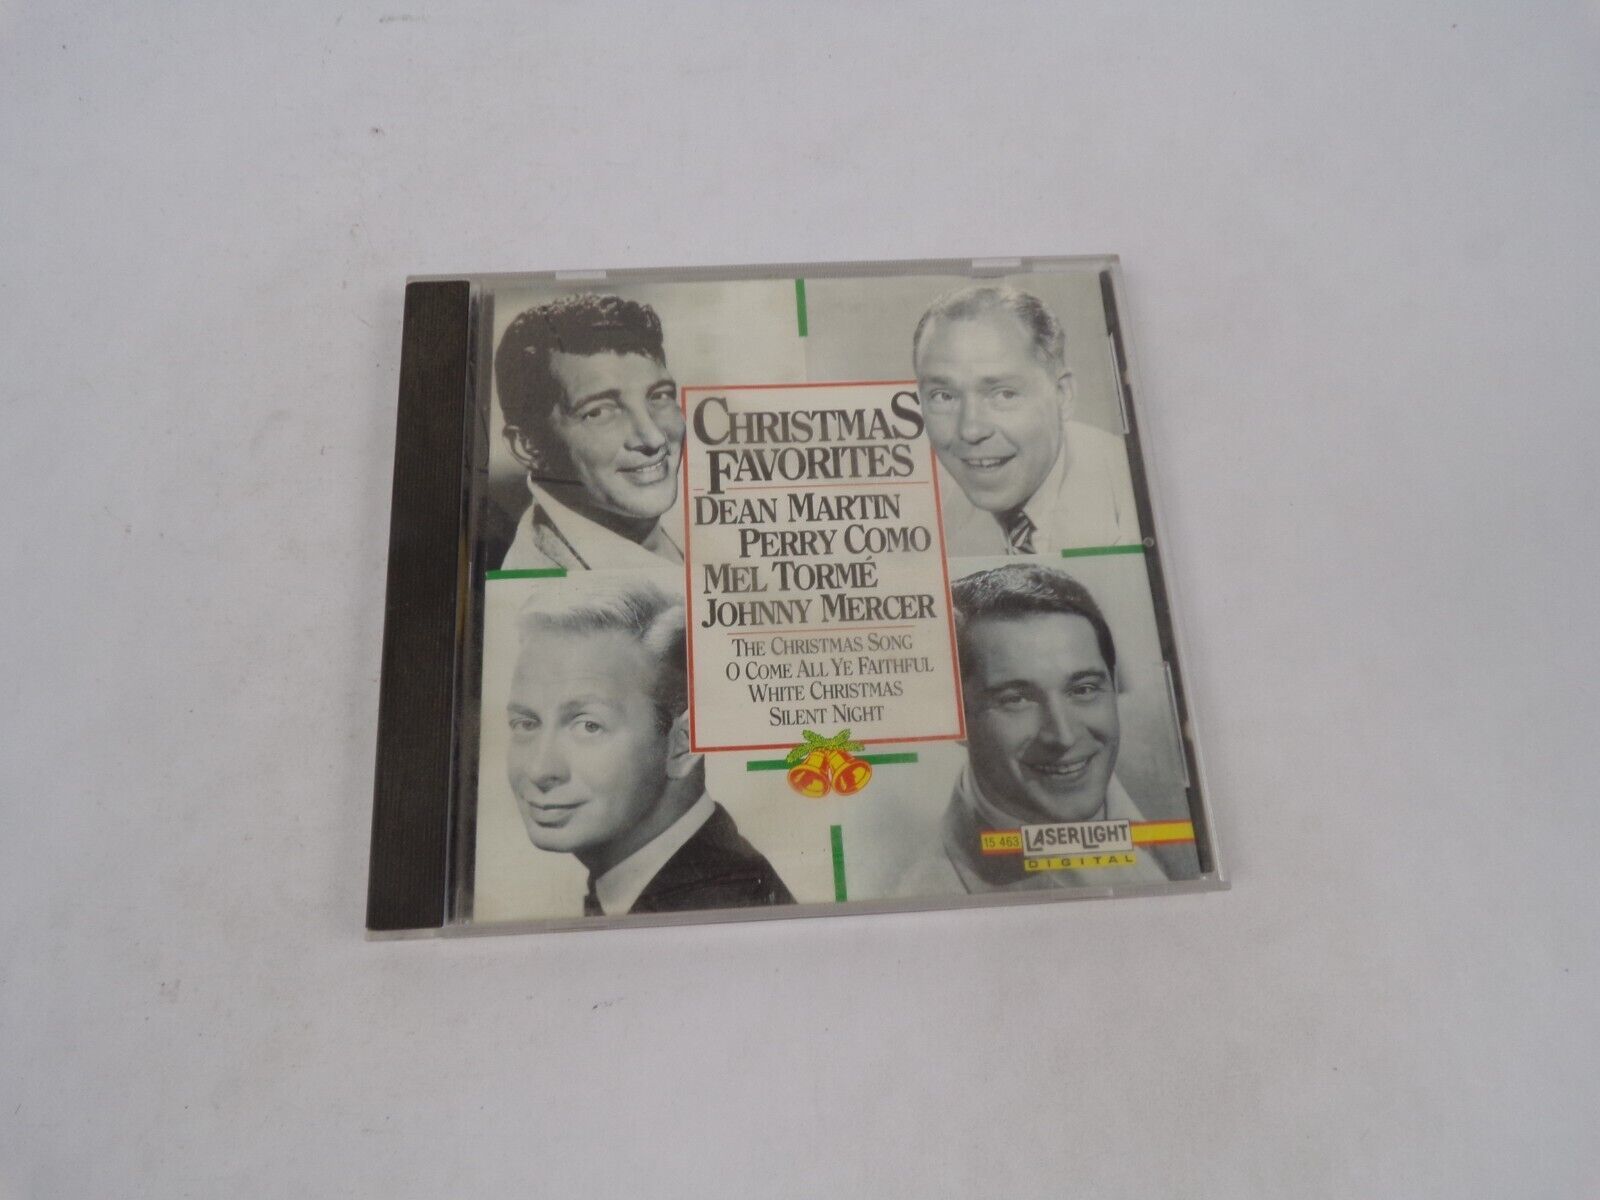 CHRISTMAS
FAVORITES
DEAN MARTIN
PERRY COMO
MEL TORMÉ
JOHNNY MERCER
THE CHRISTMAS SONG
O COME ALL YE FAITHFUL
WHITE CHRISTMAS
SILENT NIGHT
15 463 LASERLIGHT
DIGITAL